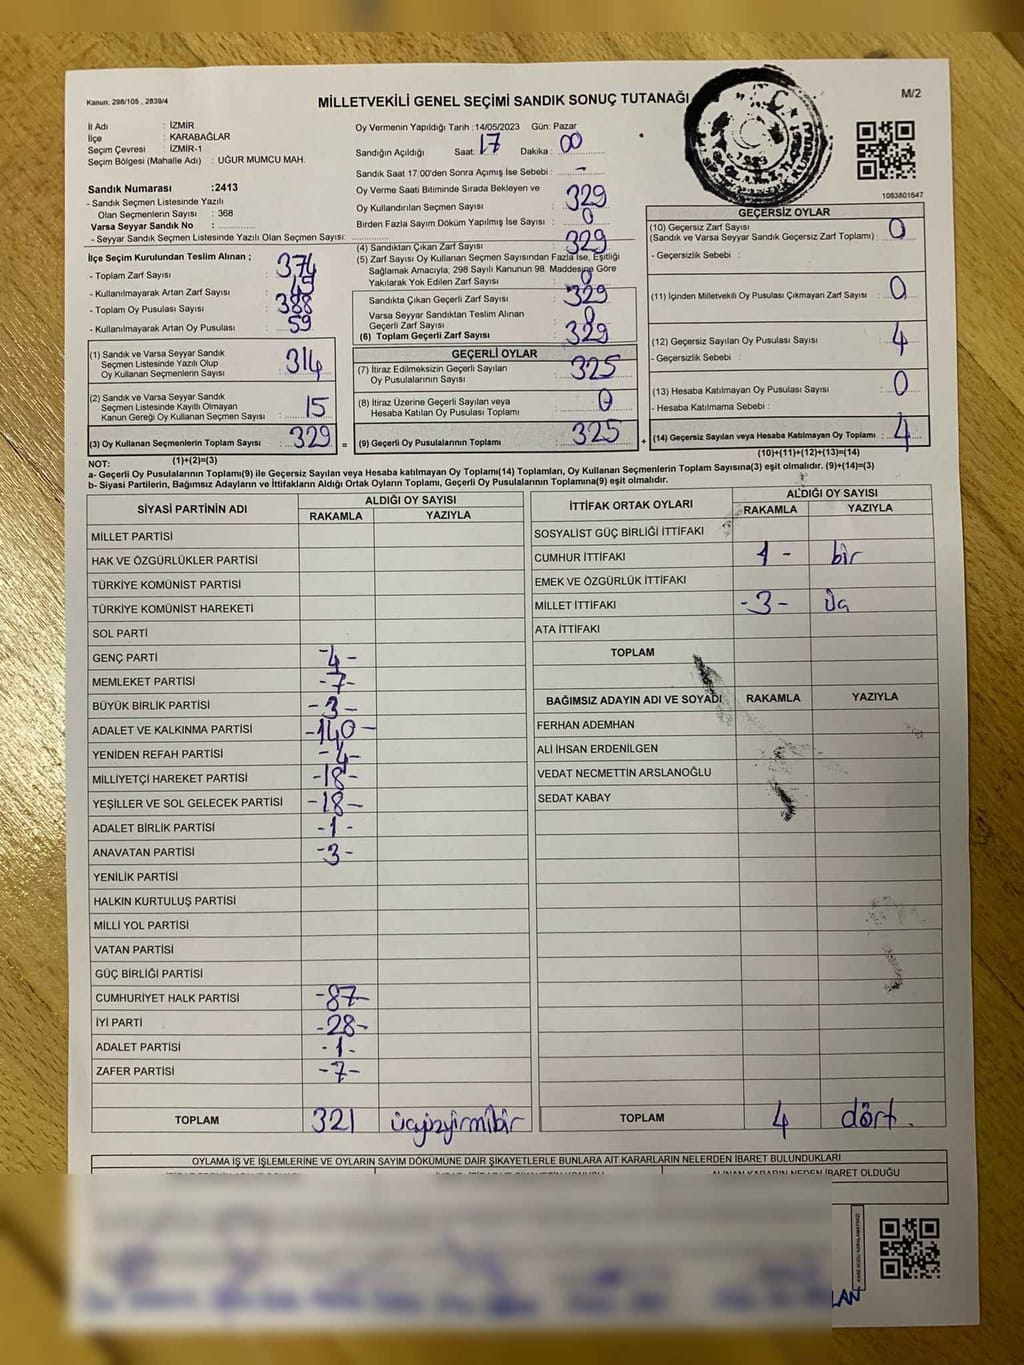 Kanun; 298/105 , 2839/4
MİLLETVEKİLİ GENEL SEÇİMİ SANDIK SONUÇ TUTANAĞI
M/2
İl Adı : İZMİR
İlçe : KARABAĞLAR
Seçim Çevresi : İZMİR-1
Seçim Bölgesi (Mahalle Adı) : UĞUR MUMCU MAH.
Sandık Numarası :2413
- Sandık Seçmen Listesinde Yazılı
Olan Seçmenlerin Sayısı : 368
Varsa Seyyar Sandık No :
- Seyyar Sandık Seçmen Listesinde Yazılı Olan Seçmen Sayısı:
İlçe Seçim Kurulundan Teslim Alınan ;
- Toplam Zarf Sayısı : 374
- Kullanılmayarak Artan Zarf Sayısı :
- Toplam Oy Pusulası Sayısı : 388
- Kullanılmayarak Artan Oy Pusulası : 59
(1) Sandık ve Varsa Seyyar Sandık
Seçmen Listesinde Yazılı Olup
Oy Kullanan Seçmenlerin Sayısı : 314
(2) Sandık ve Varsa Seyyar Sandık
Seçmen Listesinde Kayıtlı Olmayan
Kanun Gereği Oy Kullanan Seçmen Sayısı : 15
(3) Oy Kullanan Seçmenlerin Toplam Sayısı : 329
(1)+(2)=(3)
Oy Vermenin Yapıldığı Tarih :14/05/2023 Gün: Pazar
Sandığın Açıldığı Saat: 17 Dakika : 00
Sandık Saat 17:00'den Sonra Açımış İse Sebebi : -
Oy Verme Saati Bitiminde Sırada Bekleyen ve
Oy Kullandırılan Seçmen Sayısı : 329
Birden Fazla Sayım Döküm Yapılmış İse Sayısı : 0
(4) Sandıktan Çıkan Zarf Sayısı : 329
(5) Zarf Sayısı Oy Kullanan Seçmen Sayısından Fazla İse, Eşitliği
Sağlamak Amacıyla, 298 Sayılı Kanunun 98. Maddesine Göre
Yakılarak Yok Edilen Zarf Sayısı : 0
Sandıkta Çıkan Geçerli Zarf Sayısı : 329
Varsa Seyyar Sandıktan Teslim Alınan
Geçerli Zarf Sayısı : 0
(6) Toplam Geçerli Zarf Sayısı : 329
GEÇERLİ OYLAR
(7) İtiraz Edilmeksizin Geçerli Sayılan
Oy Pusulalarının Sayısı : 325
(8) İtiraz Üzerine Geçerli Sayılan veya
Hesaba Katılan Oy Pusulası Toplamı : 0
= (9) Geçerli Oy Pusulalarının Toplamı : 325
1083801647
GEÇERSİZ OYLAR
(10) Geçersiz Zarf Sayısı
(Sandık ve Varsa Seyyar Sandık Geçersiz Zarf Toplamı) : 0
- Geçersizlik Sebebi :
(11) İçinden Milletvekili Oy Pusulası Çıkmayan Zarf Sayısı : 0
(12) Geçersiz Sayılan Oy Pusulası Sayısı : 4
- Geçersizlik Sebebi :
(13) Hesaba Katılmayan Oy Pusulası Sayısı : 0
- Hesaba Katılmama Sebebi :
+ (14) Geçersiz Sayılan veya Hesaba Katılmayan Oy Toplamı : 4
(10)+(11)+(12)+(13)=(14)
NOT:
a- Geçerli Oy Pusulalarının Toplamı(9) ile Geçersiz Sayılan veya Hesaba katılmayan Oy Toplamı(14) Toplamları, Oy Kullanan Seçmenlerin Toplam Sayısına(3) eşit olmalıdır. (9)+(14)=(3)
b- Siyasi Partilerin, Bağımsız Adayların ve İttifakların Aldığı Ortak Oyların Toplamı, Geçerli Oy Pusulalarının Toplamına(9) eşit olmalıdır.
SİYASİ PARTİNİN ADI ALDIĞI OY SAYISI
RAKAMLA YAZIYLA
MİLLET PARTİSİ
HAK VE ÖZGÜRLÜKLER PARTİSİ
TÜRKİYE KOMÜNİST PARTİSİ
TÜRKİYE KOMÜNİST HAREKETİ
SOL PARTİ
GENÇ PARTİ -4-
MEMLEKET PARTİSİ -7-
BÜYÜK BİRLİK PARTİSİ -3-
ADALET VE KALKINMA PARTİSİ -140-
YENİDEN REFAH PARTİSİ -4-
MİLLİYETÇİ HAREKET PARTİSİ -18-
YEŞİLLER VE SOL GELECEK PARTİSİ -18-
ADALET BİRLİK PARTİSİ -1-
ANAVATAN PARTİSİ -3-
YENİLİK PARTİSİ
HALKIN KURTULUŞ PARTİSİ
MİLLİ YOL PARTİSİ
VATAN PARTİSİ
GÜÇ BİRLİĞİ PARTİSİ
CUMHURİYET HALK PARTİSİ -87-
İYİ PARTİ -28-
ADALET PARTİSİ -1-
ZAFER PARTİSİ -7-
TOPLAM 321 üçyüzyirmibir
İTTİFAK ORTAK OYLARI ALDIĞI OY SAYISI
RAKAMLA YAZIYLA
SOSYALİST GÜÇ BİRLİĞİ İTTİFAKI
CUMHUR İTTİFAKI 1- bir
EMEK VE ÖZGÜRLÜK İTTİFAKI
MİLLET İTTİFAKI -3- üç
ATA İTTİFAKI
TOPLAM
BAĞIMSIZ ADAYIN ADI VE SOYADI RAKAMLA YAZIYLA
FERHAN ADEMHAN
ALİ İHSAN ERDENİLGEN
VEDAT NECMETTİN ARSLANOĞLU
SEDAT KABAY
TOPLAM 4 dört.
OYLAMA İŞ VE İŞLEMLERİNE VE OYLARIN SAYIM DÖKÜMÜNE DAİR ŞİKAYETLERLE BUNLARA AİT KARARLARIN NELERDEN İBARET BULUNDUKLARI
ALINAN KARARIN NEDEN İBARET OLDUĞU